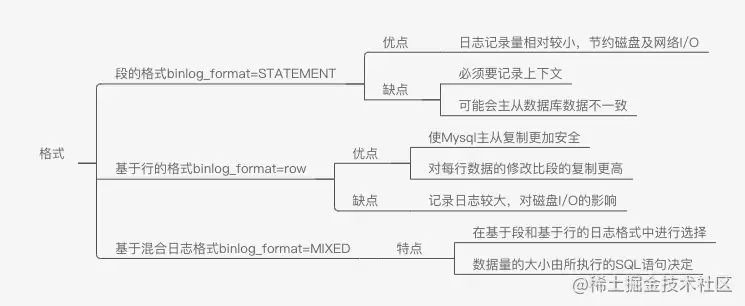 格式
段的格式binlog_format=STATEMENT
优点
日志记录量相对较小，节约磁盘及网络I/O
缺点
必须要记录上下文
可能会主从数据库数据不一致
基于行的格式binlog_format=row
优点
使Mysql主从复制更加安全
对每行数据的修改比段的复制更高
缺点
记录日志较大，对磁盘I/O的影响
基于混合日志格式binlog_format=MIXED
特点
在基于段和基于行的日志格式中进行选择
数据量的大小由所执行的SQL语句决定
@稀土掘金技术社区